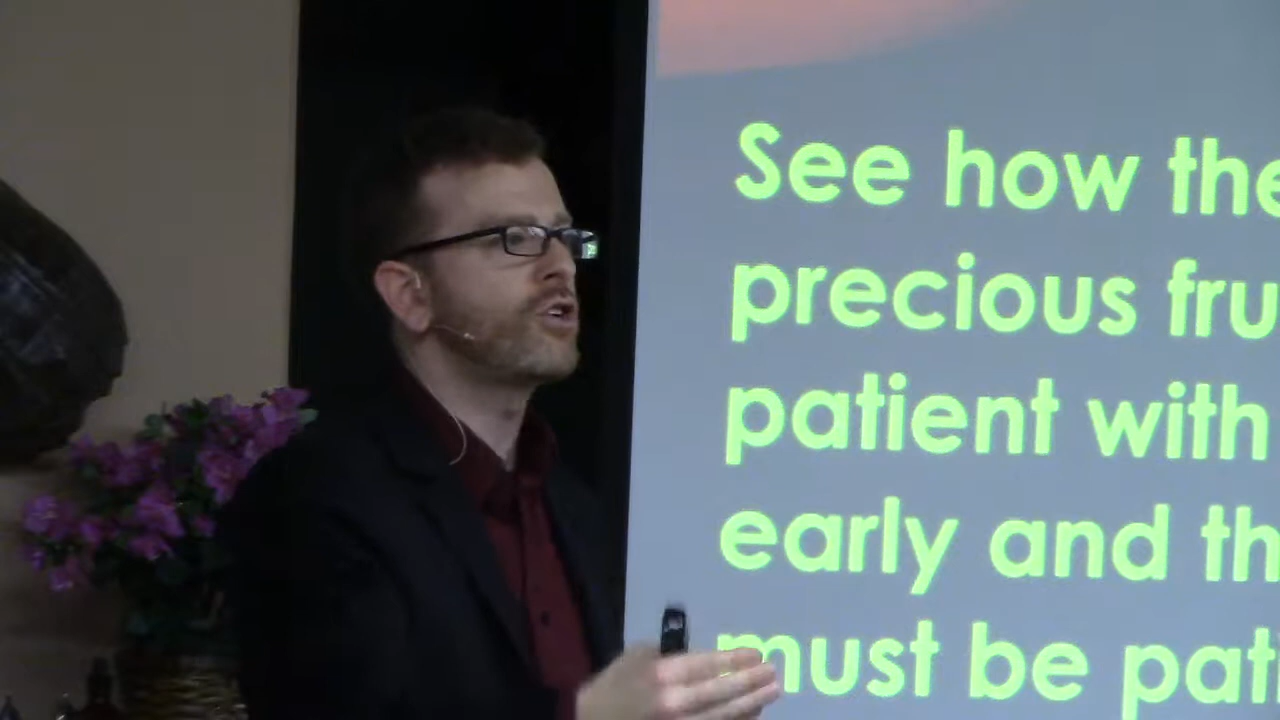 See how the
precious fru
patient with
early and th
must be pati